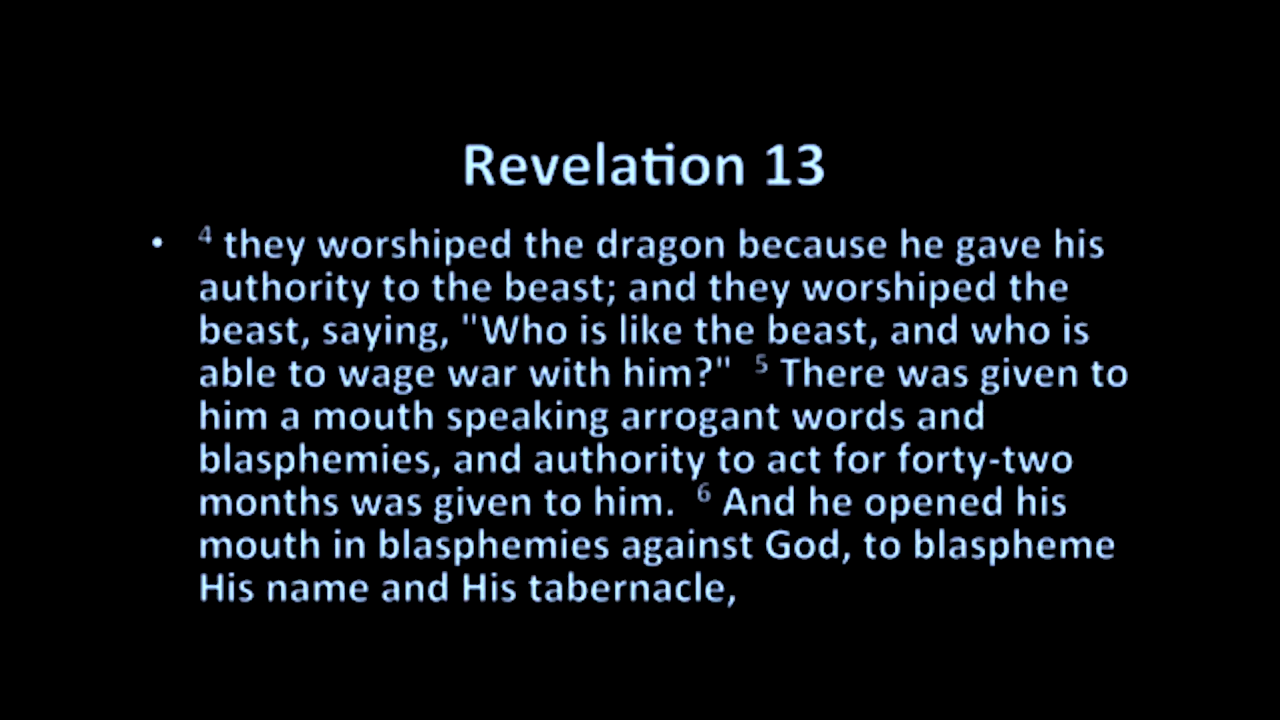 Revelation 13
• ⁴ they worshiped the dragon because he gave his
authority to the beast; and they worshiped the
beast, saying, "Who is like the beast, and who is
able to wage war with him?" ⁵ There was given to
him a mouth speaking arrogant words and
blasphemies, and authority to act for forty-two
months was given to him. ⁶ And he opened his
mouth in blasphemies against God, to blaspheme
His name and His tabernacle,